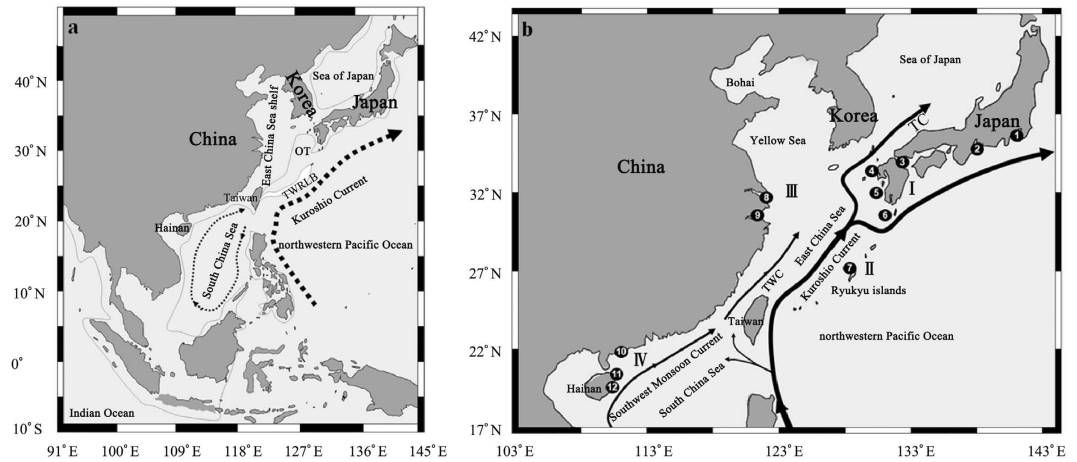 a
40°N
30°N
20°N
10°N
0°
10°S
91°E
100°E
109°E
118°E
127°E
136°E
145°E
China
Korea
Sea of Japan
Japan
East China Sea shelf
OT
TWRLB
Kuroshio Current
Taiwan
Hainan
South China Sea
northwestern Pacific Ocean
Indian Ocean
b
42°N
37°N
32°N
27°N
22°N
17°N
103°E
113°E
123°E
133°E
143°E
Bohai
Sea of Japan
Korea
TC
Japan
Yellow Sea
China
1
2
3
4
5
6
7
8
9
10
11
12
I
II
III
IV
East China Sea
Kuroshio Current
TWC
Ryukyu islands
Taiwan
northwestern Pacific Ocean
Southwest Monsoon Current
South China Sea
Hainan